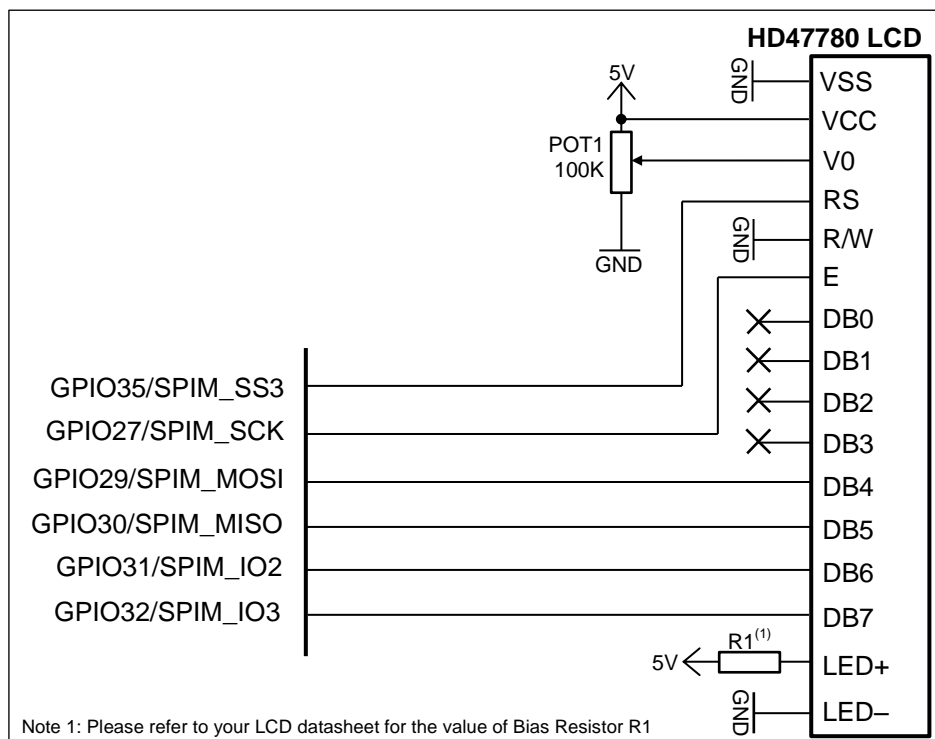 HD47780 LCD
5V
POT1
100K
GND
GND
VSS
VCC
V0
RS
GND
R/W
E
DB0
DB1
DB2
DB3
DB4
DB5
DB6
DB7
GPIO35/SPIM_SS3
GPIO27/SPIM_SCK
GPIO29/SPIM_MOSI
GPIO30/SPIM_MISO
GPIO31/SPIM_IO2
GPIO32/SPIM_IO3
5V
R1(1)
LED+
GND
LED–
Note 1: Please refer to your LCD datasheet for the value of Bias Resistor R1